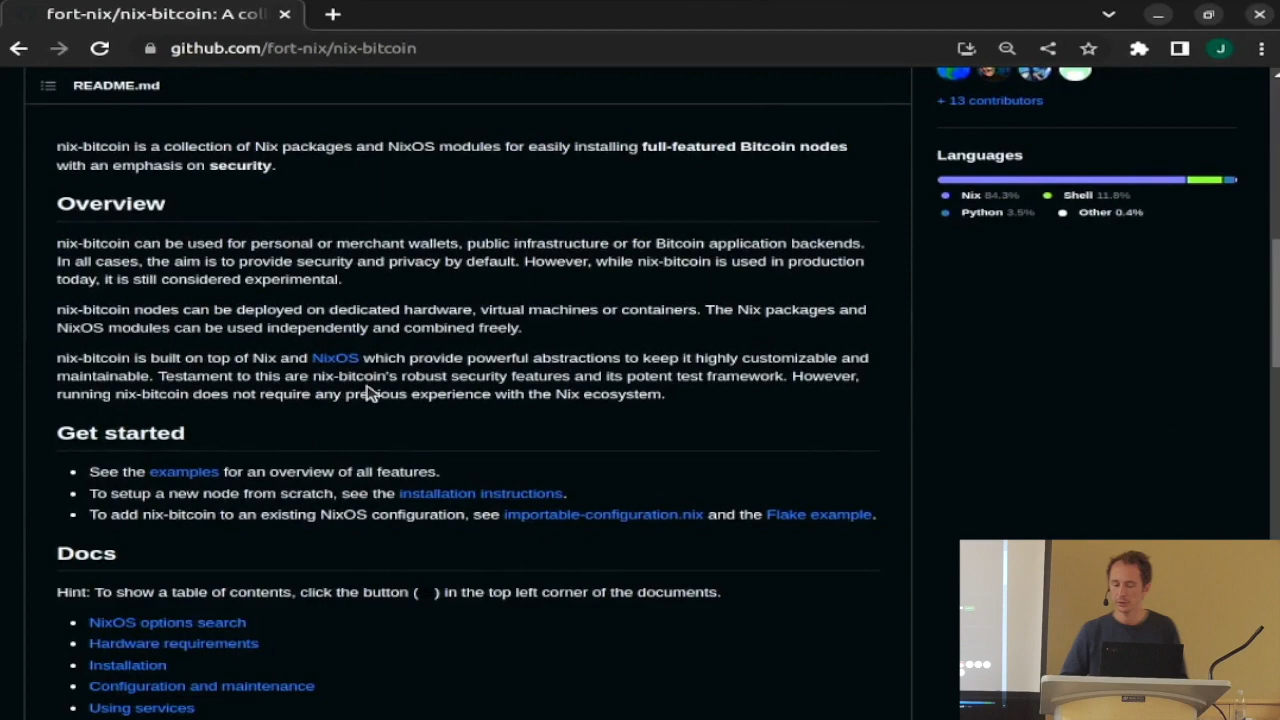 fort-nix/nix-bitcoin: A col
github.com/fort-nix/nix-bitcoin
J
README.md
nix-bitcoin is a collection of Nix packages and NixOS modules for easily installing full-featured Bitcoin nodes
with an emphasis on security.
Overview
nix-bitcoin can be used for personal or merchant wallets, public infrastructure or for Bitcoin application backends.
In all cases, the aim is to provide security and privacy by default. However, while nix-bitcoin is used in production
today, it is still considered experimental.
nix-bitcoin nodes can be deployed on dedicated hardware, virtual machines or containers. The Nix packages and
NixOS modules can be used independently and combined freely.
nix-bitcoin is built on top of Nix and NixOS which provide powerful abstractions to keep it highly customizable and
maintainable. Testament to this are nix-bitcoin's robust security features and its potent test framework. However,
running nix-bitcoin does not require any previous experience with the Nix ecosystem.
Get started
See the examples for an overview of all features.
To setup a new node from scratch, see the installation instructions.
To add nix-bitcoin to an existing NixOS configuration, see importable-configuration.nix and the Flake example.
Docs
Hint: To show a table of contents, click the button ( ) in the top left corner of the documents.
NixOS options search
Hardware requirements
Installation
Configuration and maintenance
Using services
+ 13 contributors
Languages
Nix 84.3% Shell 11.8%
Python 3.5% Other 0.4%